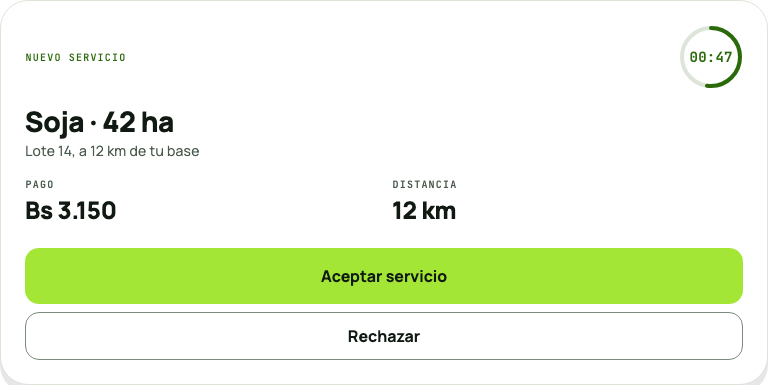 NUEVO SERVICIO
00:47
Soja · 42 ha
Lote 14, a 12 km de tu base
PAGO
DISTANCIA
Bs 3.150
12 km
Aceptar servicio
Rechazar